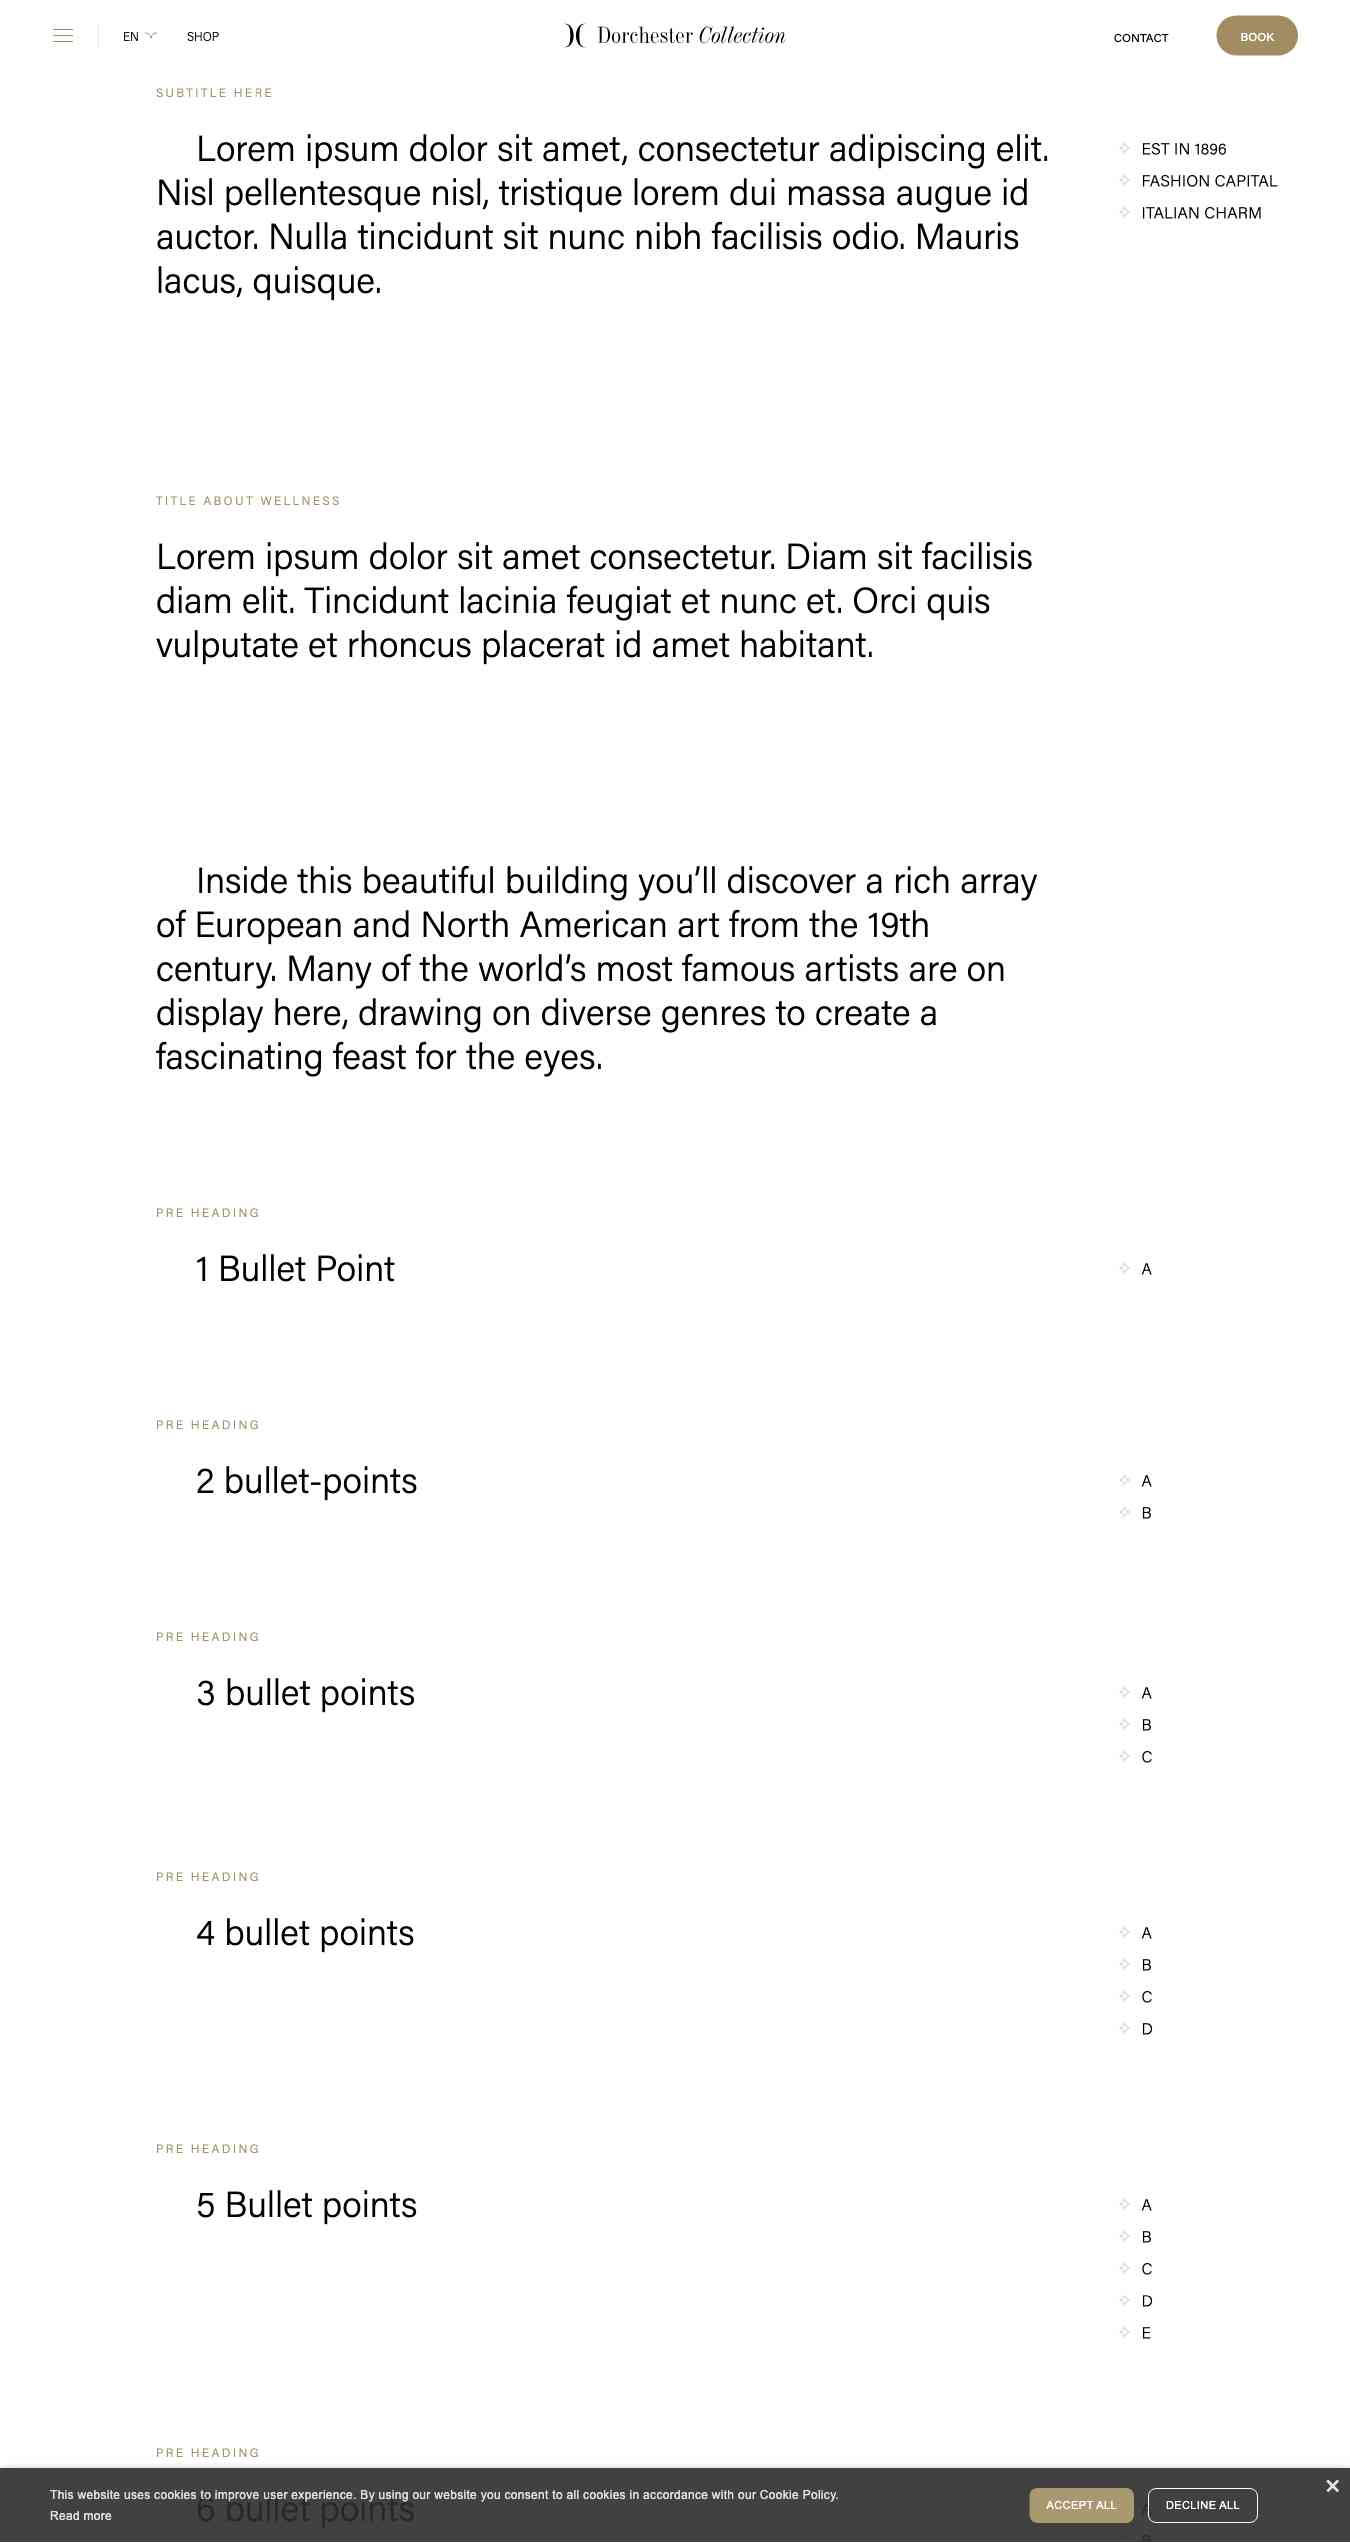 EN
SHOP
Dorchester Collection
CONTACT
BOOK
SUBTITLE HERE
Lorem ipsum dolor sit amet, consectetur adipiscing elit.
Nisl pellentesque nisl, tristique lorem dui massa augue id
auctor. Nulla tincidunt sit nunc nibh facilisis odio. Mauris
lacus, quisque.
EST IN 1896
FASHION CAPITAL
ITALIAN CHARM
TITLE ABOUT WELLNESS
Lorem ipsum dolor sit amet consectetur. Diam sit facilisis
diam elit. Tincidunt lacinia feugiat et nunc et. Orci quis
vulputate et rhoncus placerat id amet habitant.
Inside this beautiful building you’ll discover a rich array
of European and North American art from the 19th
century. Many of the world’s most famous artists are on
display here, drawing on diverse genres to create a
fascinating feast for the eyes.
PRE HEADING
1 Bullet Point
A
PRE HEADING
2 bullet-points
A
B
PRE HEADING
3 bullet points
A
B
C
PRE HEADING
4 bullet points
A
B
C
D
PRE HEADING
5 Bullet points
A
B
C
D
E
PRE HEADING
6 bullet points
This website uses cookies to improve user experience. By using our website you consent to all cookies in accordance with our Cookie Policy.
Read more
ACCEPT ALL
DECLINE ALL